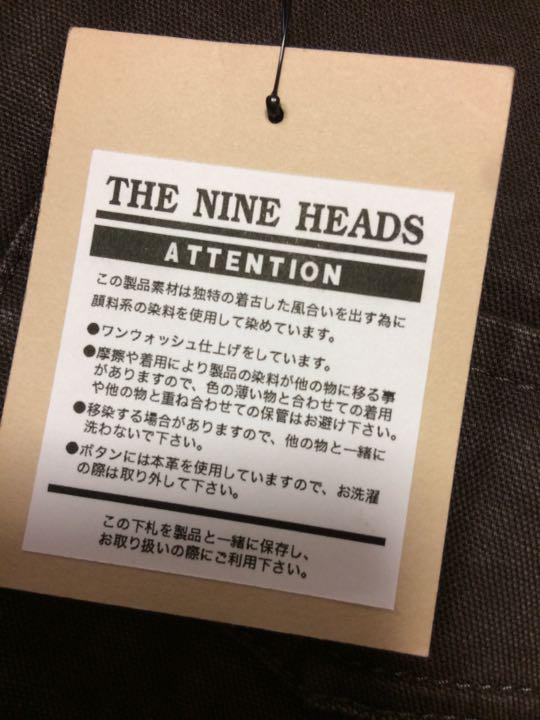 THE NINE HEADS
ATTENTION
この製品素材は独特の着古した風合いを出す為に
顔料系の染料を使用して染めています。
●ワンウォッシュ仕上げをしています。
●摩擦や着用により製品の染料が他の物に移る事
がありますので、色の薄い物と合わせての着用
や他の物と重ね合わせての保管はお避け下さい。
●移染する場合がありますので、他の物と一緒に
洗わないで下さい。
●ボタンには本革を使用していますので、お洗濯
の際は取り外して下さい。
この下札を製品と一緒に保存し、
お取り扱いの際にご利用下さい。